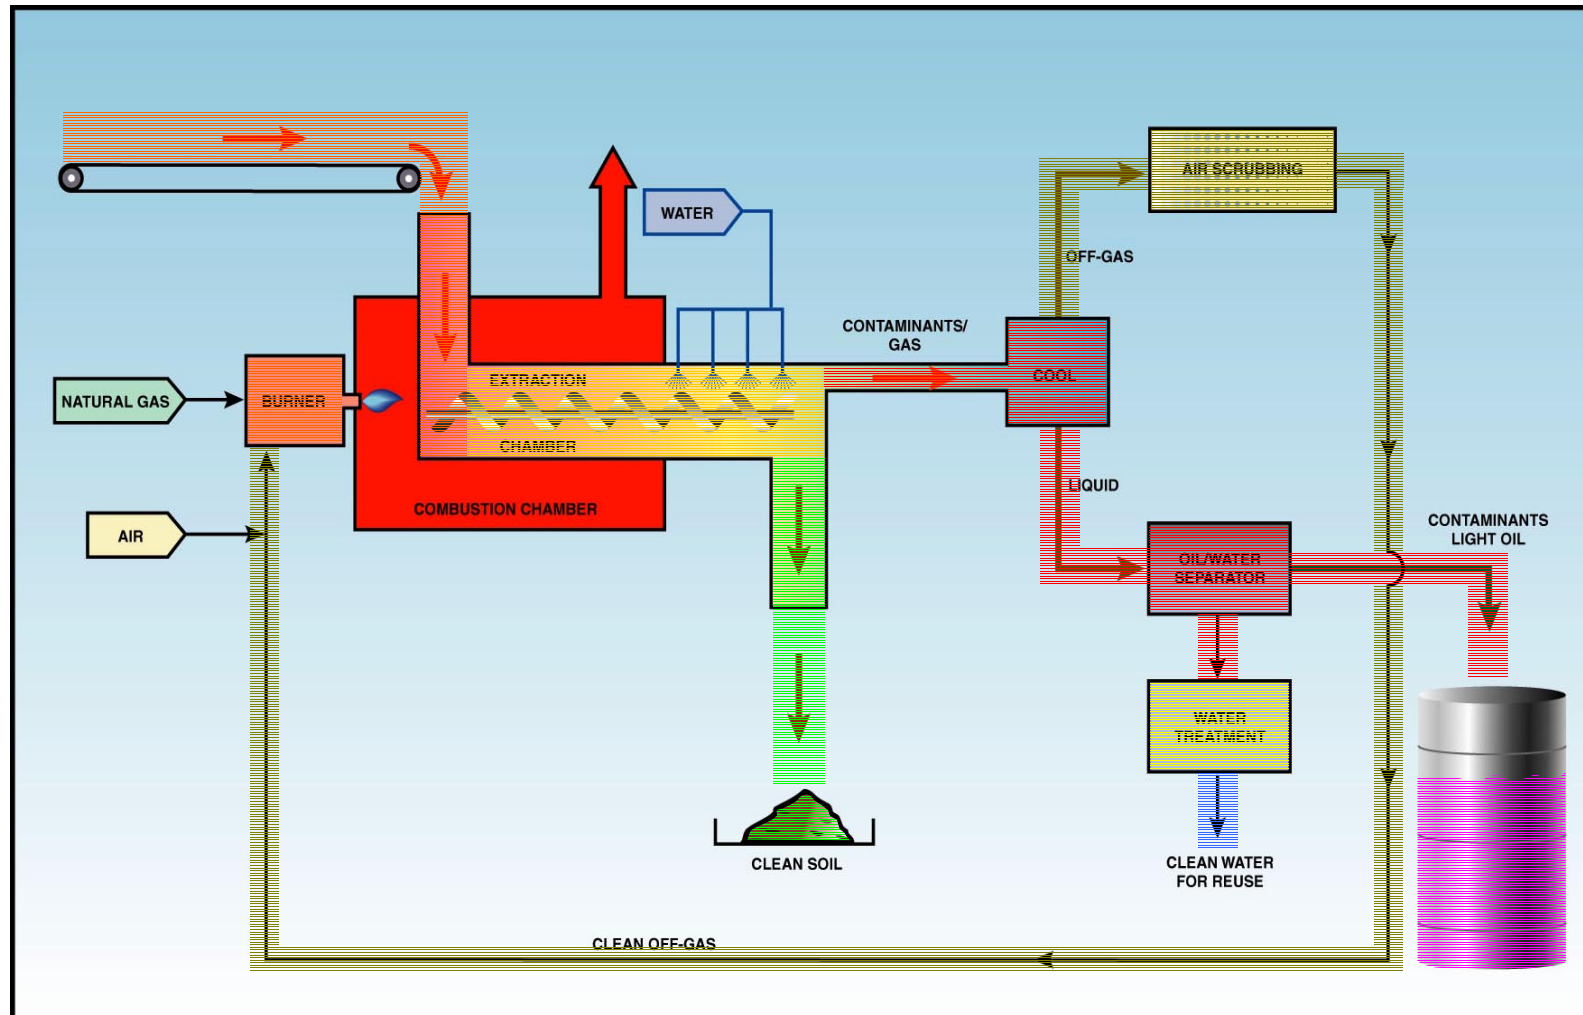 AIR SCRUBBING
WATER
OFF-GAS
CONTAMINANTS/
GAS
EXTRACTION
COOL
NATURAL GAS
BURNER
CHAMBER
LIQUID
COMBUSTION CHAMBER
CONTAMINANTS
LIGHT OIL
AIR
OIL/WATER
SEPARATOR
WATER
TREATMENT
CLEAN SOIL
CLEAN WATER
FOR REUSE
CLEAN OFF-GAS